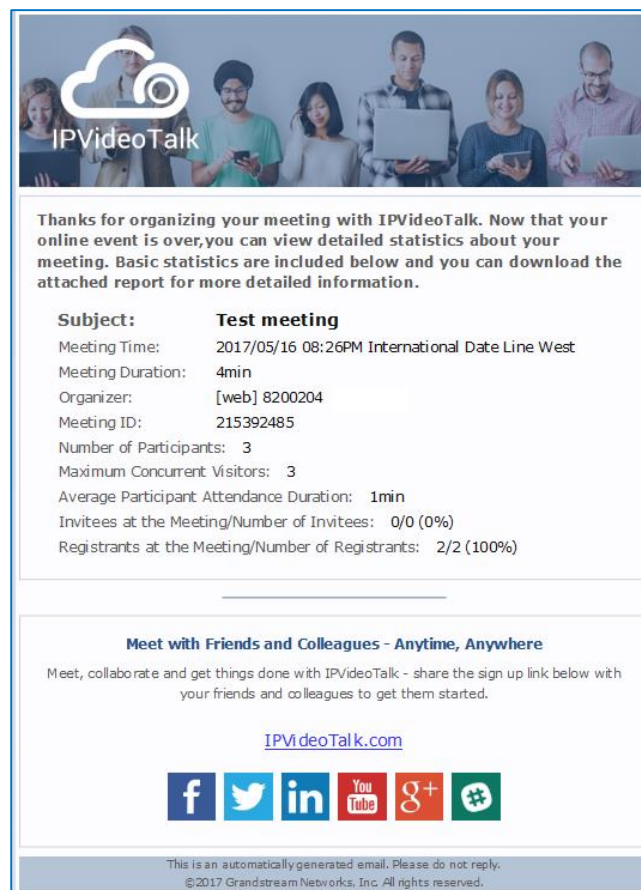 IPVideoTalk
Thanks for organizing your meeting with IPVideoTalk. Now that your
online event is over,you can view detailed statistics about your
meeting. Basic statistics are included below and you can download the
attached report for more detailed information.
Subject: Test meeting
Meeting Time: 2017/05/16 08:26PM International Date Line West
Meeting Duration: 4min
Organizer: [web] 8200204
Meeting ID: 215392485
Number of Participants: 3
Maximum Concurrent Visitors: 3
Average Participant Attendance Duration: 1min
Invitees at the Meeting/Number of Invitees: 0/0 (0%)
Registrants at the Meeting/Number of Registrants: 2/2 (100%)
Meet with Friends and Colleagues - Anytime, Anywhere
Meet, collaborate and get things done with IPVideoTalk - share the sign up link below with
your friends and colleagues to get them started.
IPVideoTalk.com
f in You Tube g+
This is an automatically generated email. Please do not reply.
©2017 Grandstream Networks, Inc. All rights reserved.